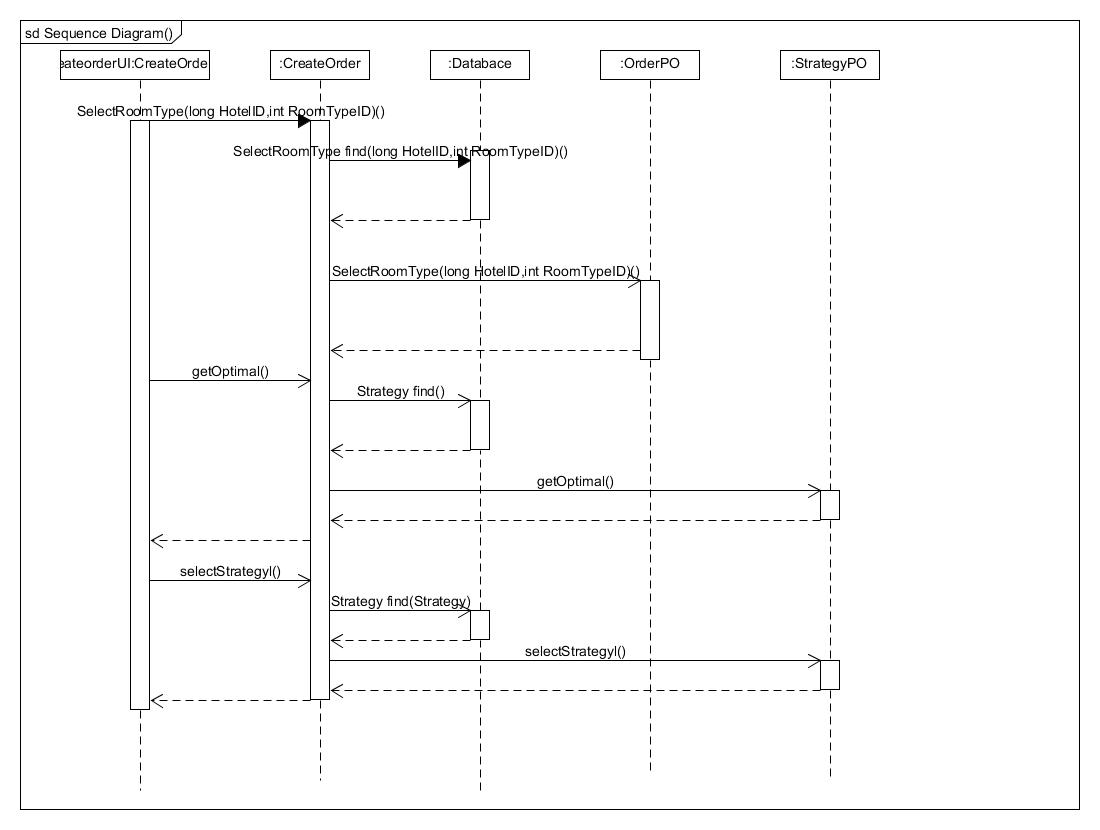 sd Sequence Diagram()
eateorderUI:CreateOrde
:CreateOrder
:Databace
:OrderPO
:StrategyPO
SelectRoomType(long HotelID,int RoomTypeID)()
SelectRoomType find(long HotelID,int RoomTypeID)()
SelectRoomType(long HotelID,int RoomTypeID)()
getOptimal()
Strategy find()
getOptimal()
selectStrategyl()
Strategy find(Strategy)
selectStrategyl()